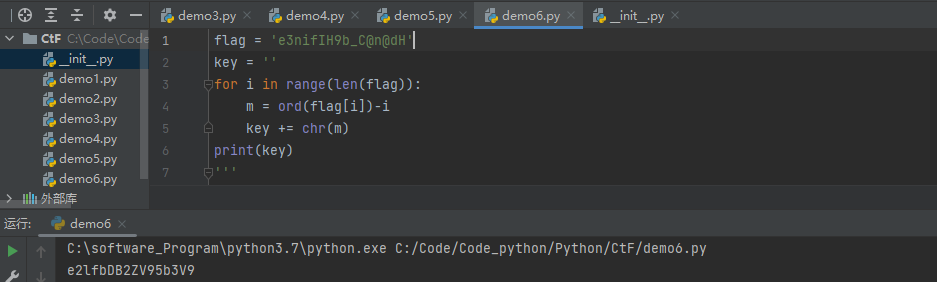 demo3.py
demo4.py
demo5.py
demo6.py
__init__.py
CtF C:\Code\Code
__init__.py
demo1.py
demo2.py
demo3.py
demo4.py
demo5.py
demo6.py
外部库
1 flag = 'e3nifIH9b_C@n@dH'
2 key = ''
3 for i in range(len(flag)):
4 m = ord(flag[i])-i
5 key += chr(m)
6 print(key)
7 '''
运行: demo6
C:\software_Program\python3.7\python.exe C:/Code/Code_python/Python/CtF/demo6.py
e2lfbDB2ZV95b3V9